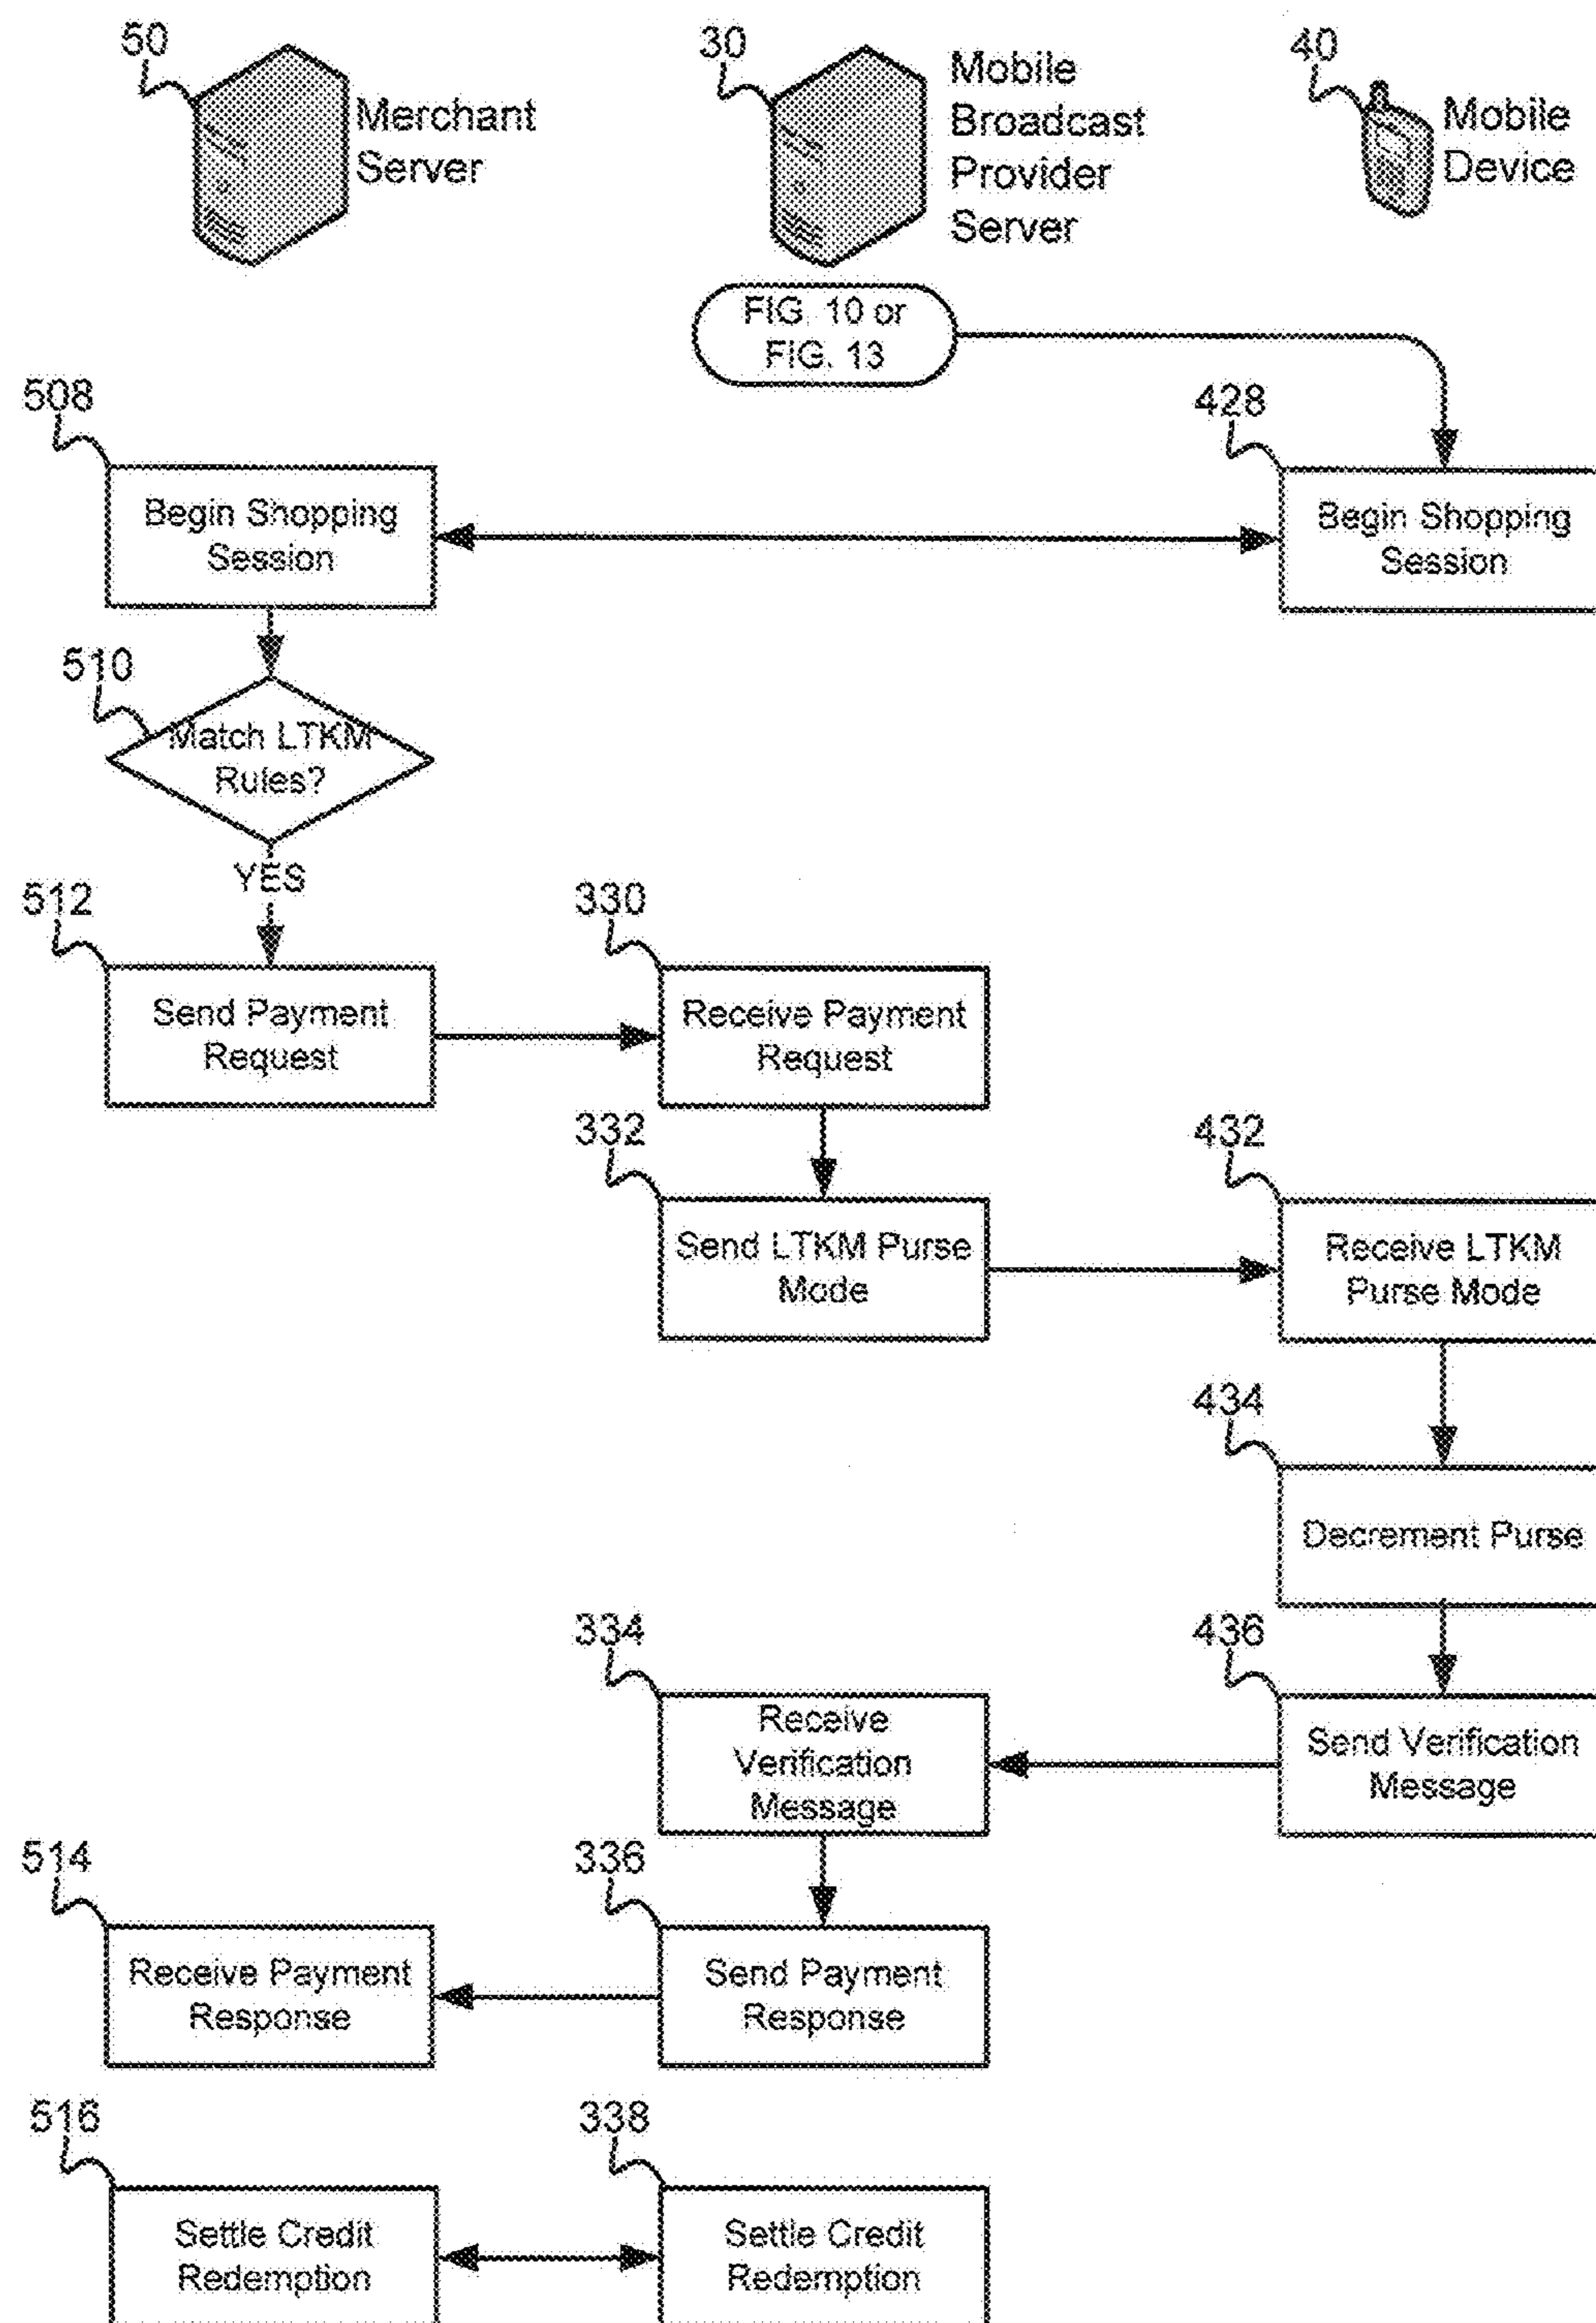 50
Merchant
Server
30
Mobile
Broadcast
Provider
Server
40
Mobile
Device
FIG. 10 or
FIG. 13
508
Begin Shopping
Session
428
Begin Shopping
Session
510
Match LTKM
Rules?
YES
512
Send Payment
Request
330
Receive Payment
Request
332
Send LTKM Purse
Mode
432
Receive LTKM
Purse Mode
434
Decrement Purse
334
Receive
Verification
Message
436
Send Verification
Message
514
Receive Payment
Response
336
Send Payment
Response
516
Settle Credit
Redemption
338
Settle Credit
Redemption